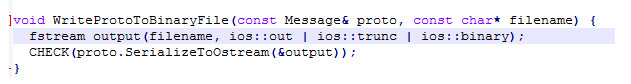 void WriteProtoToBinaryFile(const Message& proto, const char* filename) {
  fstream output(filename, ios::out | ios::trunc | ios::binary);
  CHECK(proto.SerializeToOstream(&output));
}